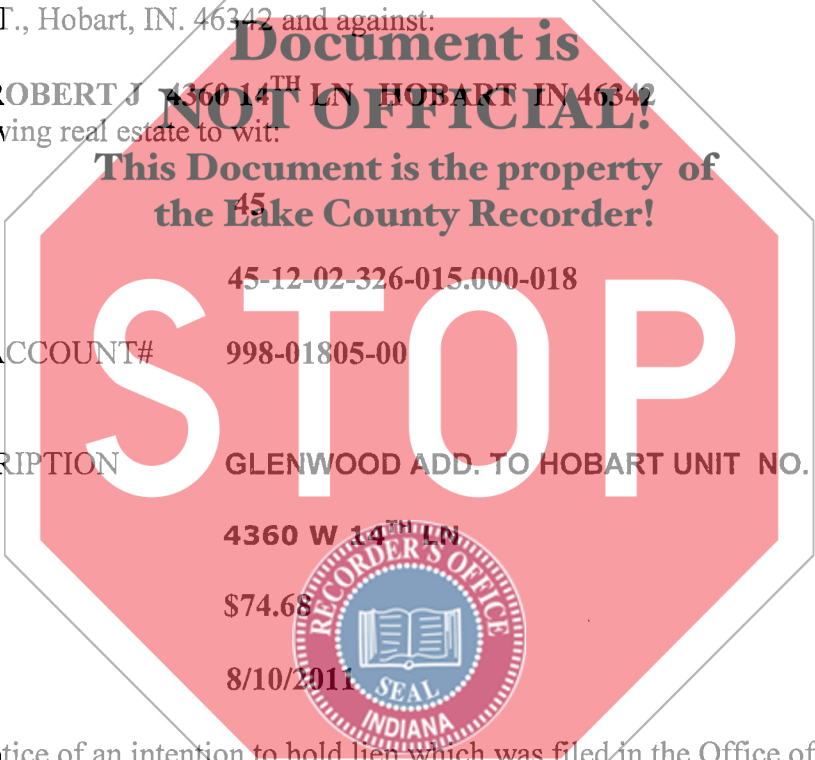 T., Hobart, IN. 46342 and against:
Document is
ROBERT J 4360 14TH LN HOBART IN 46342
NOT OFFICIAL!
wing real estate to wit:
This Document is the property of
45
the Lake County Recorder!
45-12-02-326-015.000-018
STOP
ACCOUNT# 998-01805-00
RIPTION GLENWOOD ADD. TO HOBART UNIT NO.
4360 W 14TH LN
RECORDER'S OFFICE
$74.68
8/10/2011
SEAL
INDIANA
tice of an intention to hold lien which was filed in the Office of